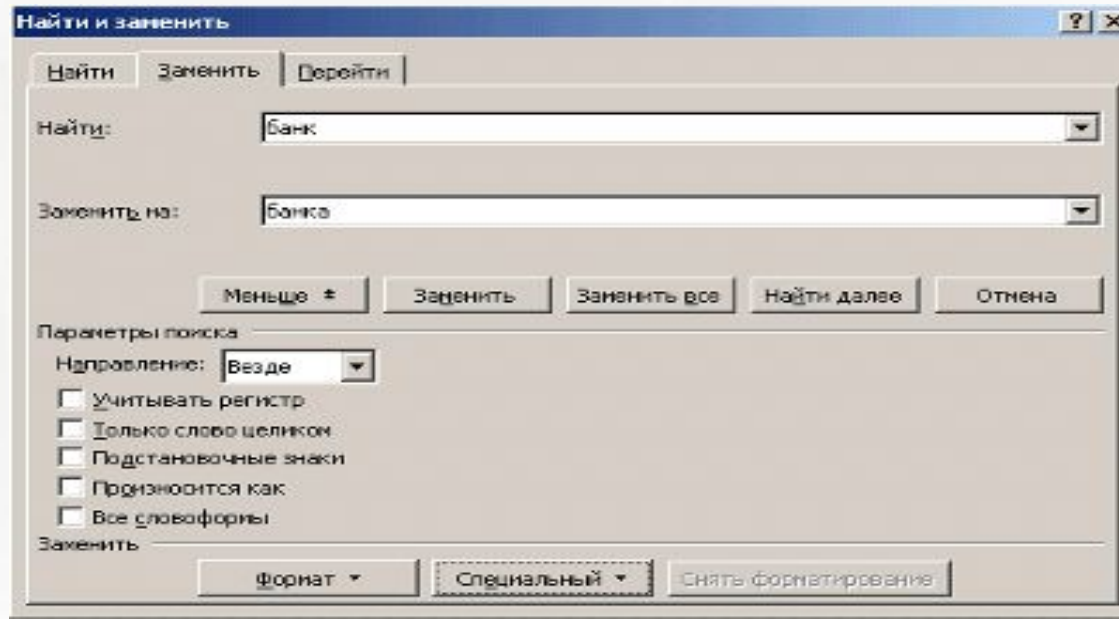 Найти и заменить
Найти Заменить Перейти
Найти: банк
Заменить на: банка
Меньше Заменить Заменить все Найти далее Отмена
Параметры поиска
Направление: Везде
Учитывать регистр
Только слово целиком
Подстановочные знаки
Произносится как
Все словоформы
Заменить
Формат Специальный Снять форматирование